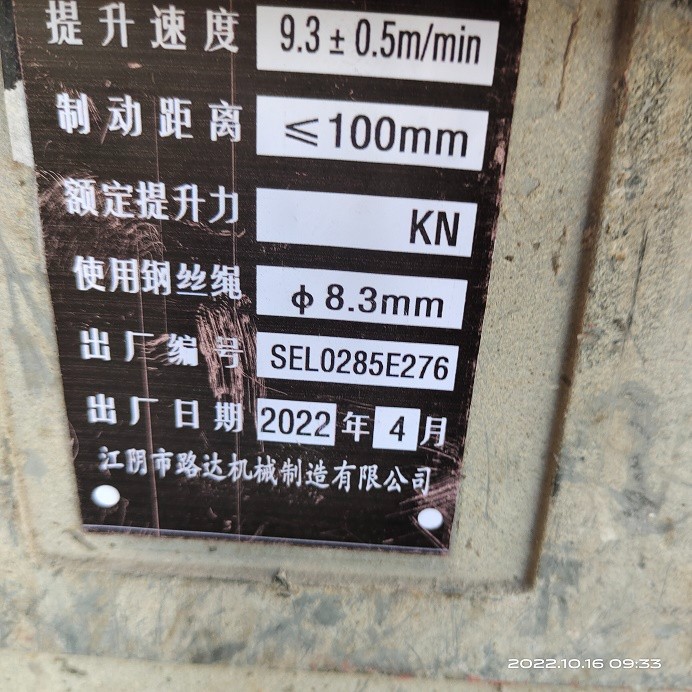 提升速度 9.3±0.5m/min
制动距离 ≤100mm
额定提升力 KN
使用钢丝绳 ф8.3mm
出厂编号 SEL0285E276
出厂日期 2022年4月
江阴市路达机械制造有限公司
2022.10.16 09:33